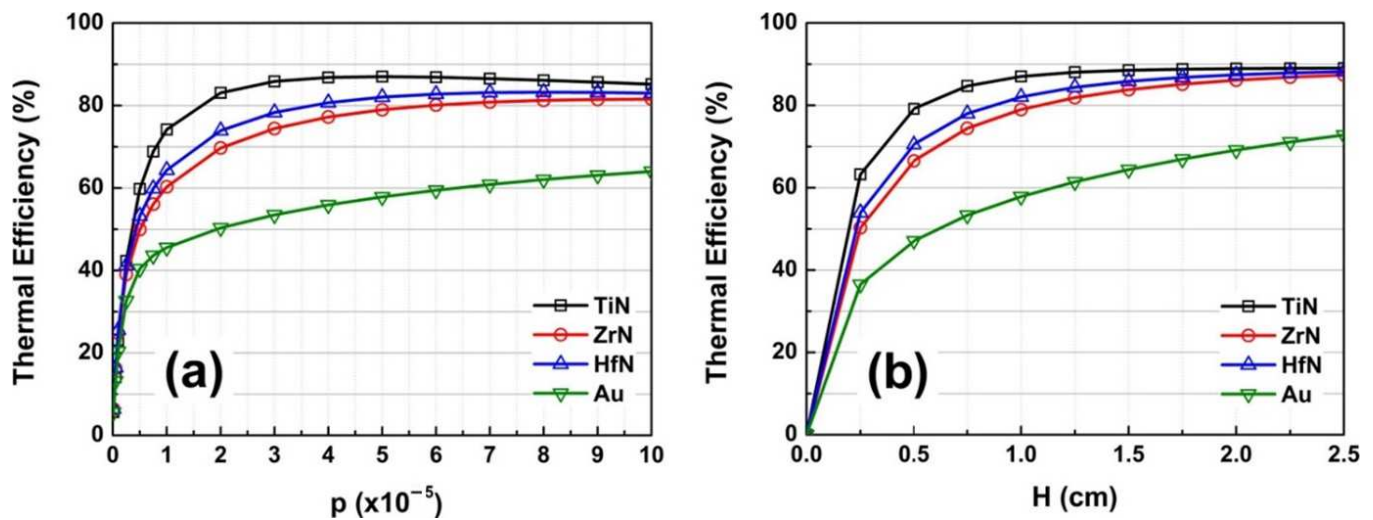 Thermal Efficiency (%)
100
80
60
40
20
0
(a)
TiN
ZrN
HfN
Au
0 1 2 3 4 5 6 7 8 9 10
p (x10⁻⁵)
Thermal Efficiency (%)
100
80
60
40
20
0
(b)
TiN
ZrN
HfN
Au
0.0 0.5 1.0 1.5 2.0 2.5
H (cm)